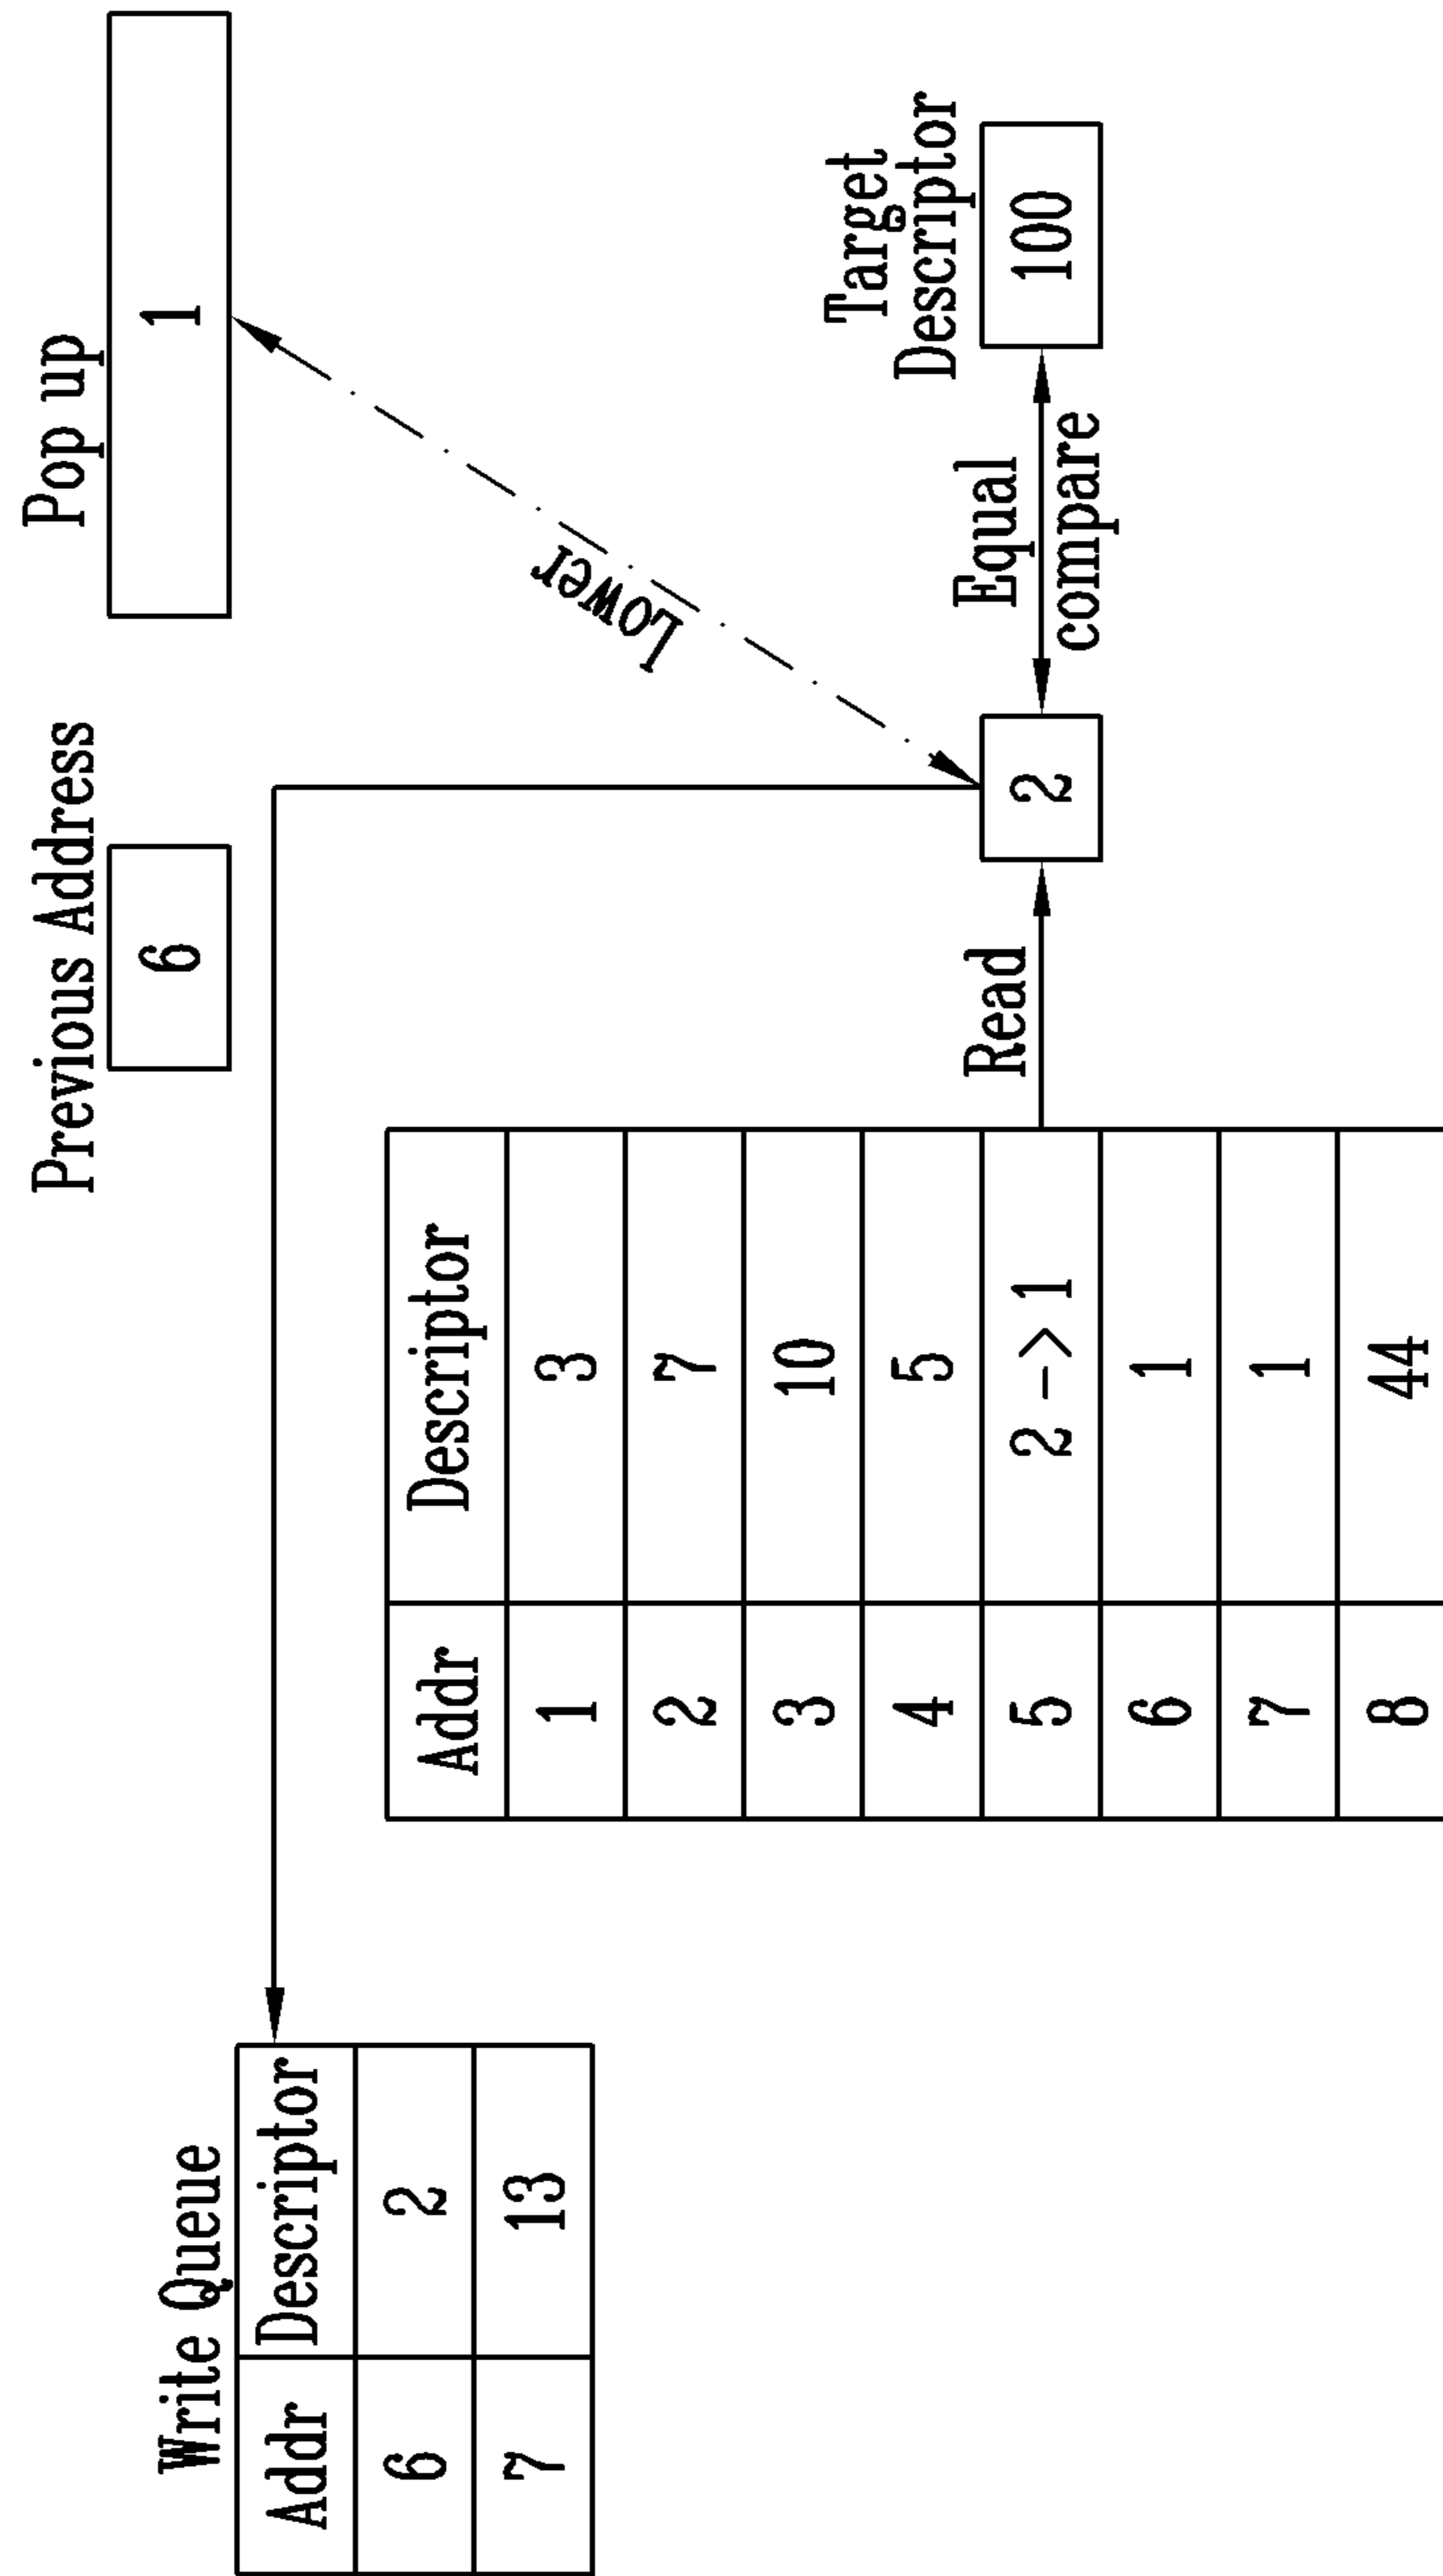 Write Queue
Addr Descriptor
6 2
7 13
Previous Address
6
Pop up
1
Lower
Addr Descriptor
1 3
2 7
3 10
4 5
5 2 -> 1
6 1
7 1
8 44
Read
2
Equal
compare
Target
Descriptor
100